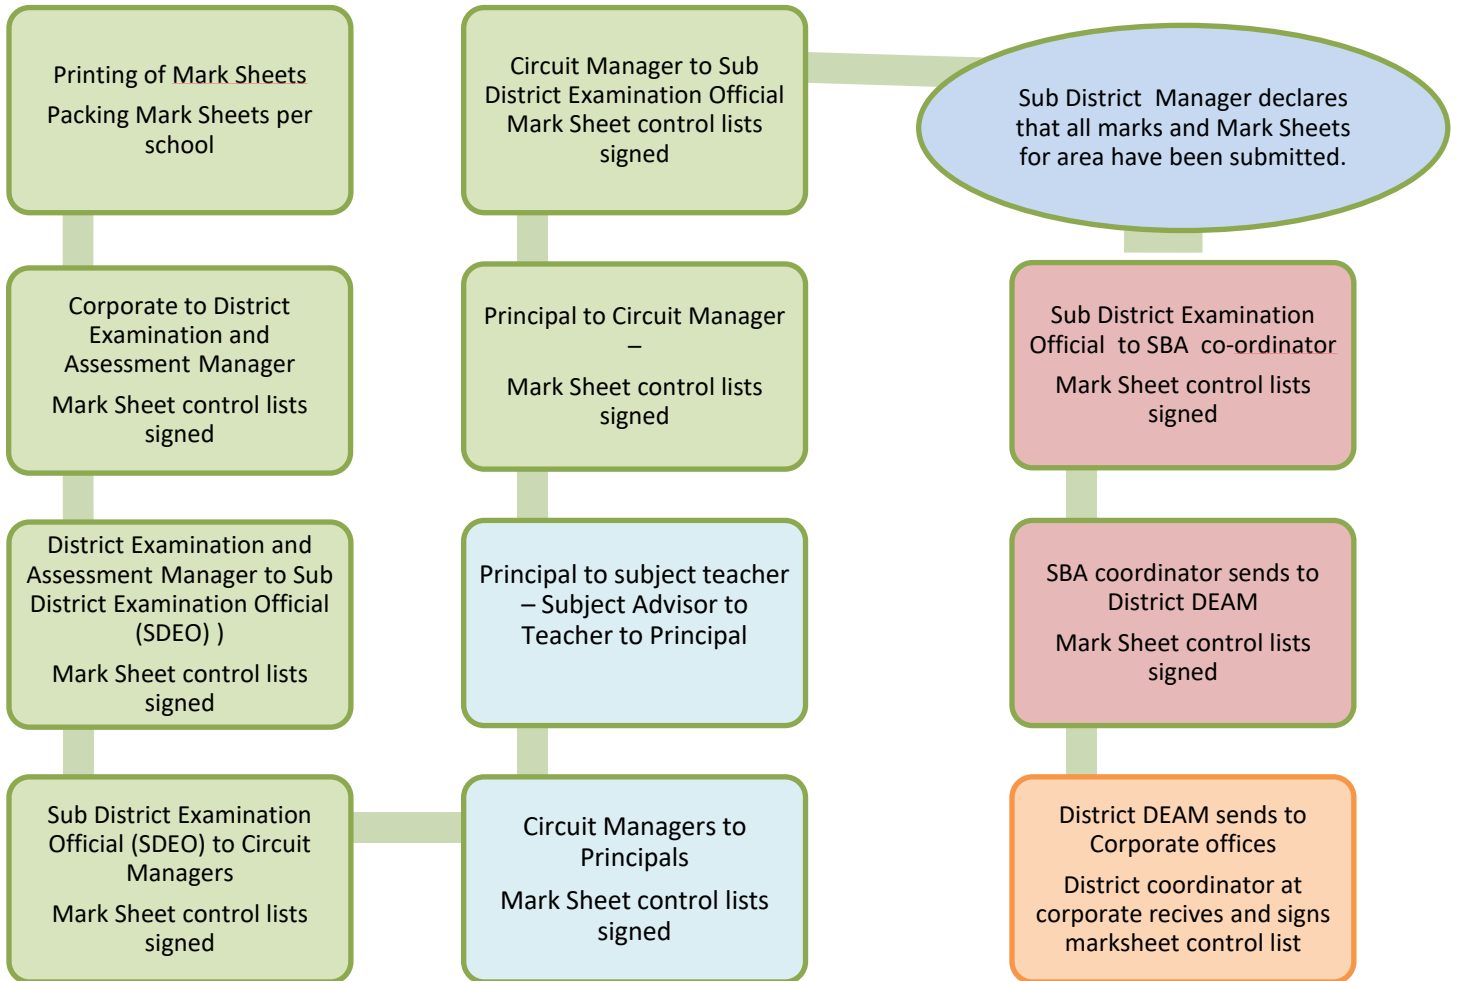 Printing of Mark Sheets
Packing Mark Sheets per
school
Corporate to District
Examination and
Assessment Manager
Mark Sheet control lists
signed
District Examination and
Assessment Manager to Sub
District Examination Official
(SDEO) )
Mark Sheet control lists
signed
Sub District Examination
Official (SDEO) to Circuit
Managers
Mark Sheet control lists
signed
Circuit Managers to
Principals
Mark Sheet control lists
signed
Principal to subject teacher
– Subject Advisor to
Teacher to Principal
Principal to Circuit Manager
–
Mark Sheet control lists
signed
Circuit Manager to Sub
District Examination Official
Mark Sheet control lists
signed
Sub District  Manager declares
that all marks and Mark Sheets
for area have been submitted.
Sub District Examination
Official  to SBA  co-ordinator
Mark Sheet control lists
signed
SBA coordinator sends to
District DEAM
Mark Sheet control lists
signed
District DEAM sends to
Corporate offices
District coordinator at
corporate recives and signs
marksheet control list